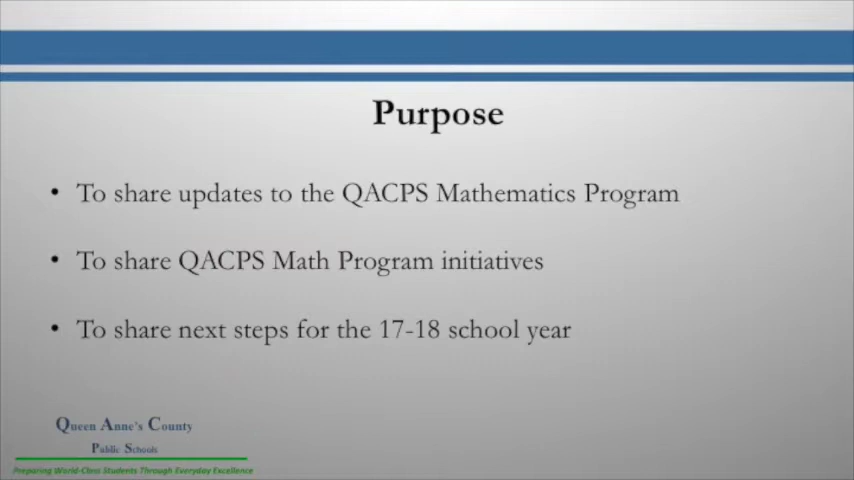 Purpose
• To share updates to the QACPS Mathematics Program
• To share QACPS Math Program initiatives
• To share next steps for the 17-18 school year
Queen Anne's County
Public Schools
Preparing World-Class Students Through Everyday Excellence